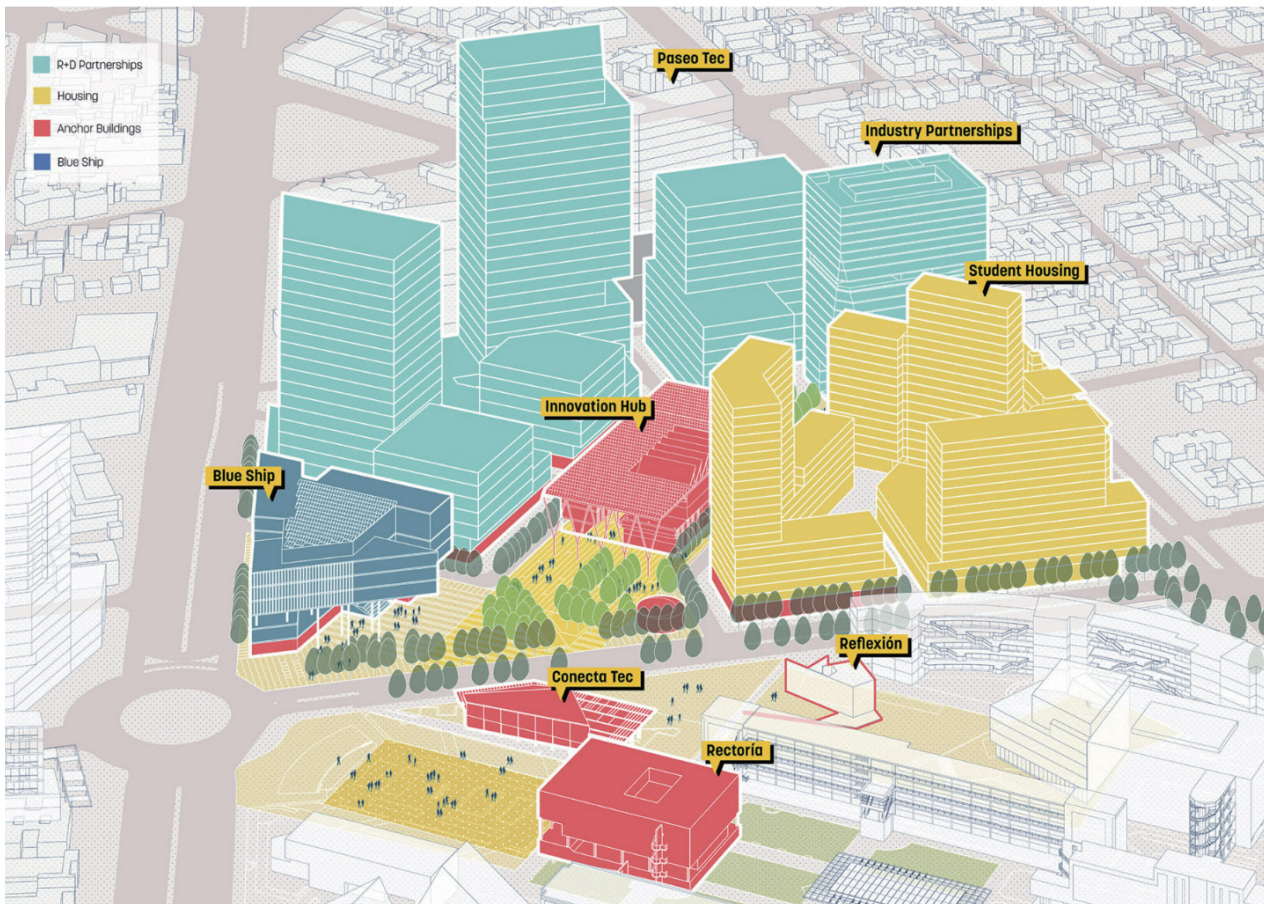 R+D Partnerships
Housing
Anchor Buildings
Blue Ship
Paseo Tec
Industry Partnerships
Student Housing
Innovation Hub
Blue Ship
Reflexión
Conecta Tec
Rectoría